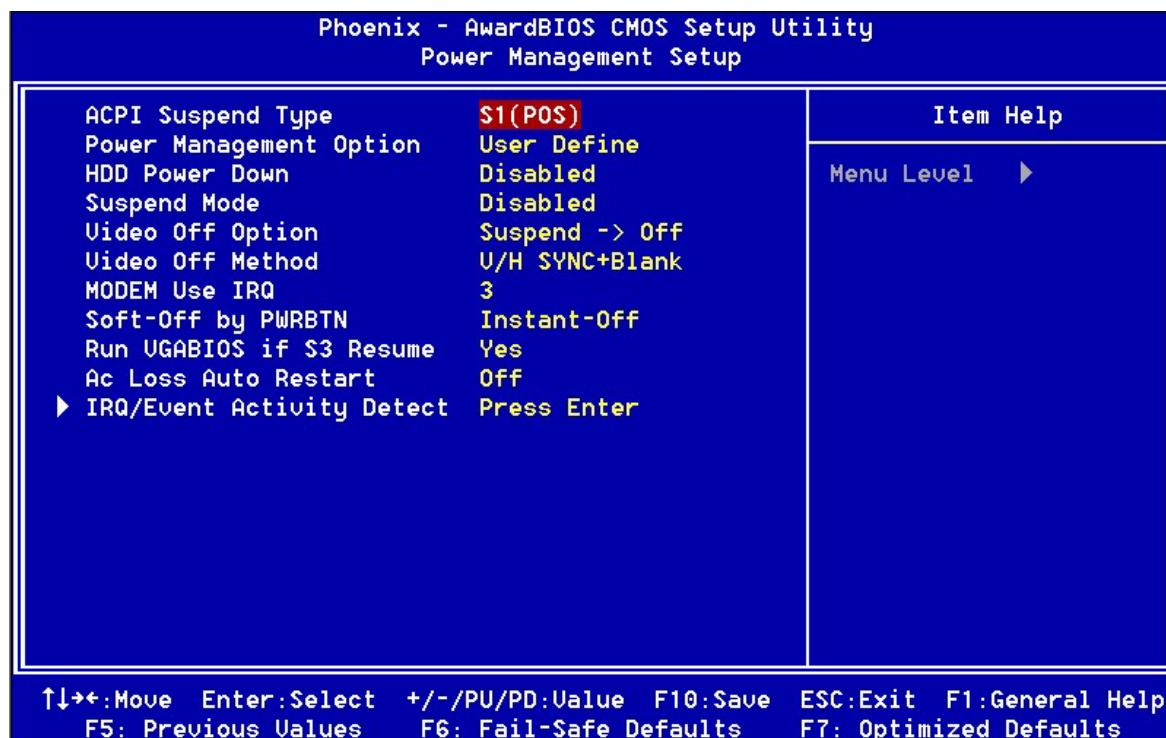 Phoenix - AwardBIOS CMOS Setup Utility
Power Management Setup
ACPI Suspend Type S1(POS)
Power Management Option User Define
HDD Power Down Disabled
Suspend Mode Disabled
Video Off Option Suspend -> Off
Video Off Method V/H SYNC+Blank
MODEM Use IRQ 3
Soft-Off by PWRBTN Instant-Off
Run VGABIOS if S3 Resume Yes
Ac Loss Auto Restart Off
IRQ/Event Activity Detect Press Enter
Item Help
Menu Level
↑↓→←:Move Enter:Select +/-/PU/PD:Value F10:Save ESC:Exit F1:General Help
F5: Previous Values F6: Fail-Safe Defaults F7: Optimized Defaults